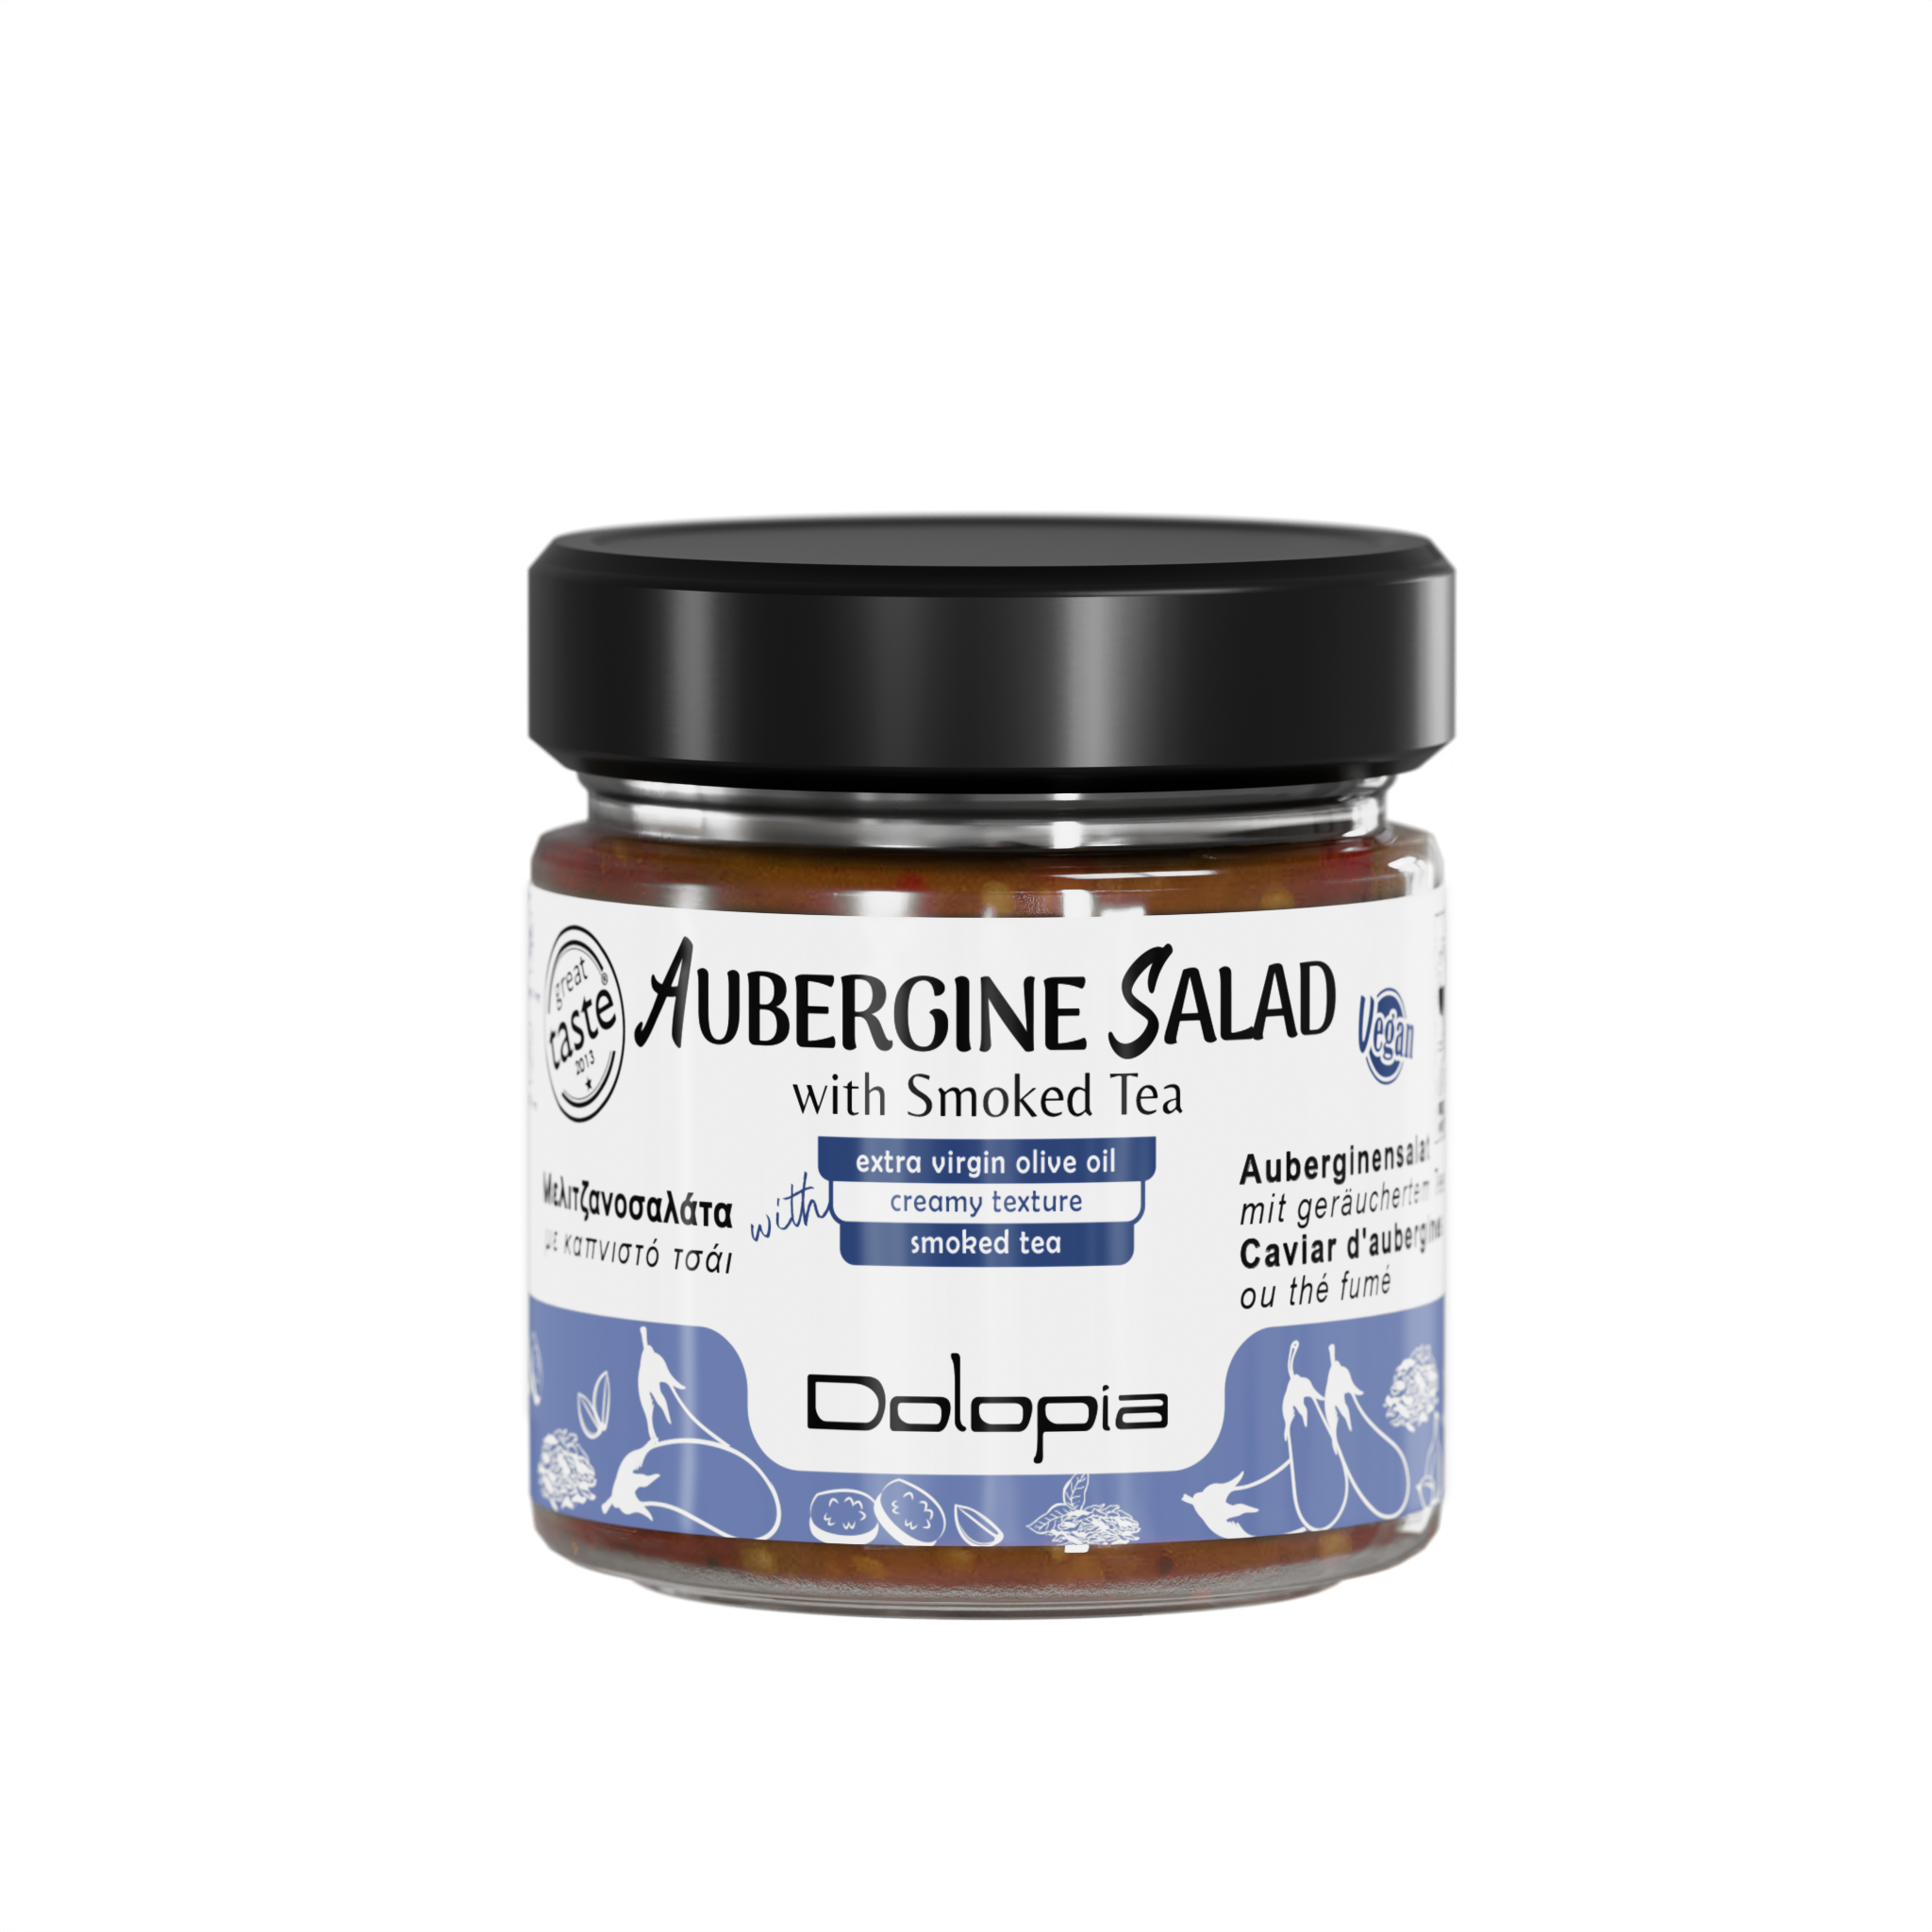 great
taste®
2013
AUBERGINE SALAD
with Smoked Tea
Vegan
with
extra virgin olive oil
creamy texture
smoked tea
Μελιτζανοσαλάτα
με καπνιστό τσάι
Auberginensalat
mit geräuchertem
Caviar d'aubergine
ou thé fumé
Dolopia